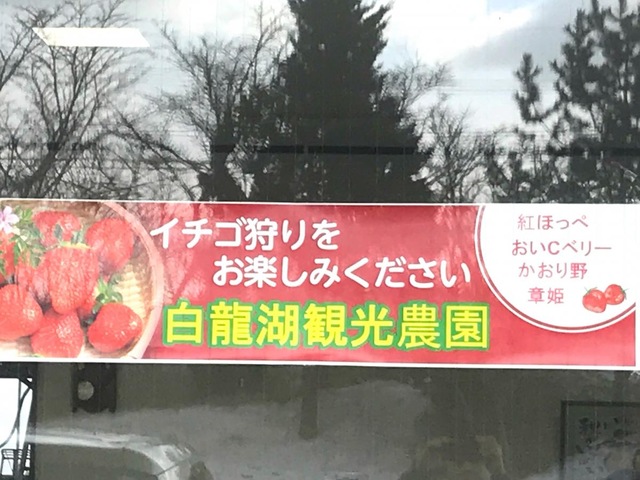 イチゴ狩りを
お楽しみください
白龍湖観光農園
紅ほっぺ
おいCベリー
かおり野
章姫